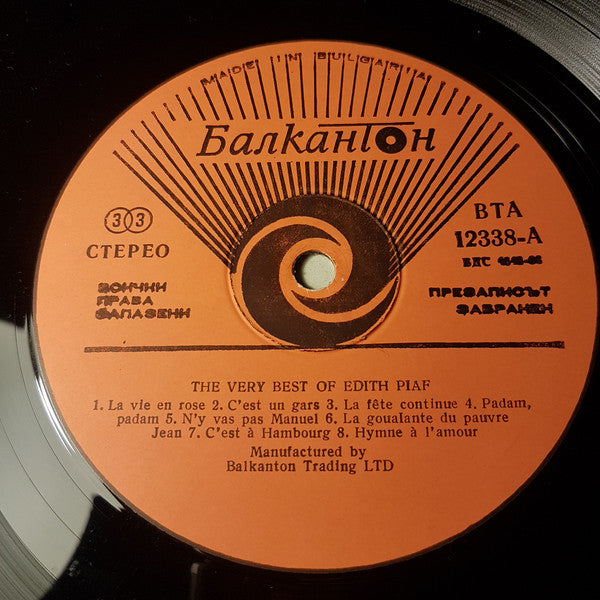 MADE IN BULGARIA
Балкантон
33
СТЕРЕО
ВТА
12338-А
ВСИЧКИ
ПРАВА
ЗАПАЗЕНИ
ПРЕЗАПИСЪТ
ЗАБРАНЕН
THE VERY BEST OF EDITH PIAF
1. La vie en rose 2. C'est un gars 3. La fête continue 4. Padam,
padam 5. N'y vas pas Manuel 6. La goualante du pauvre
Jean 7. C'est à Hambourg 8. Hymne à l'amour
Manufactured by
Balkanton Trading LTD